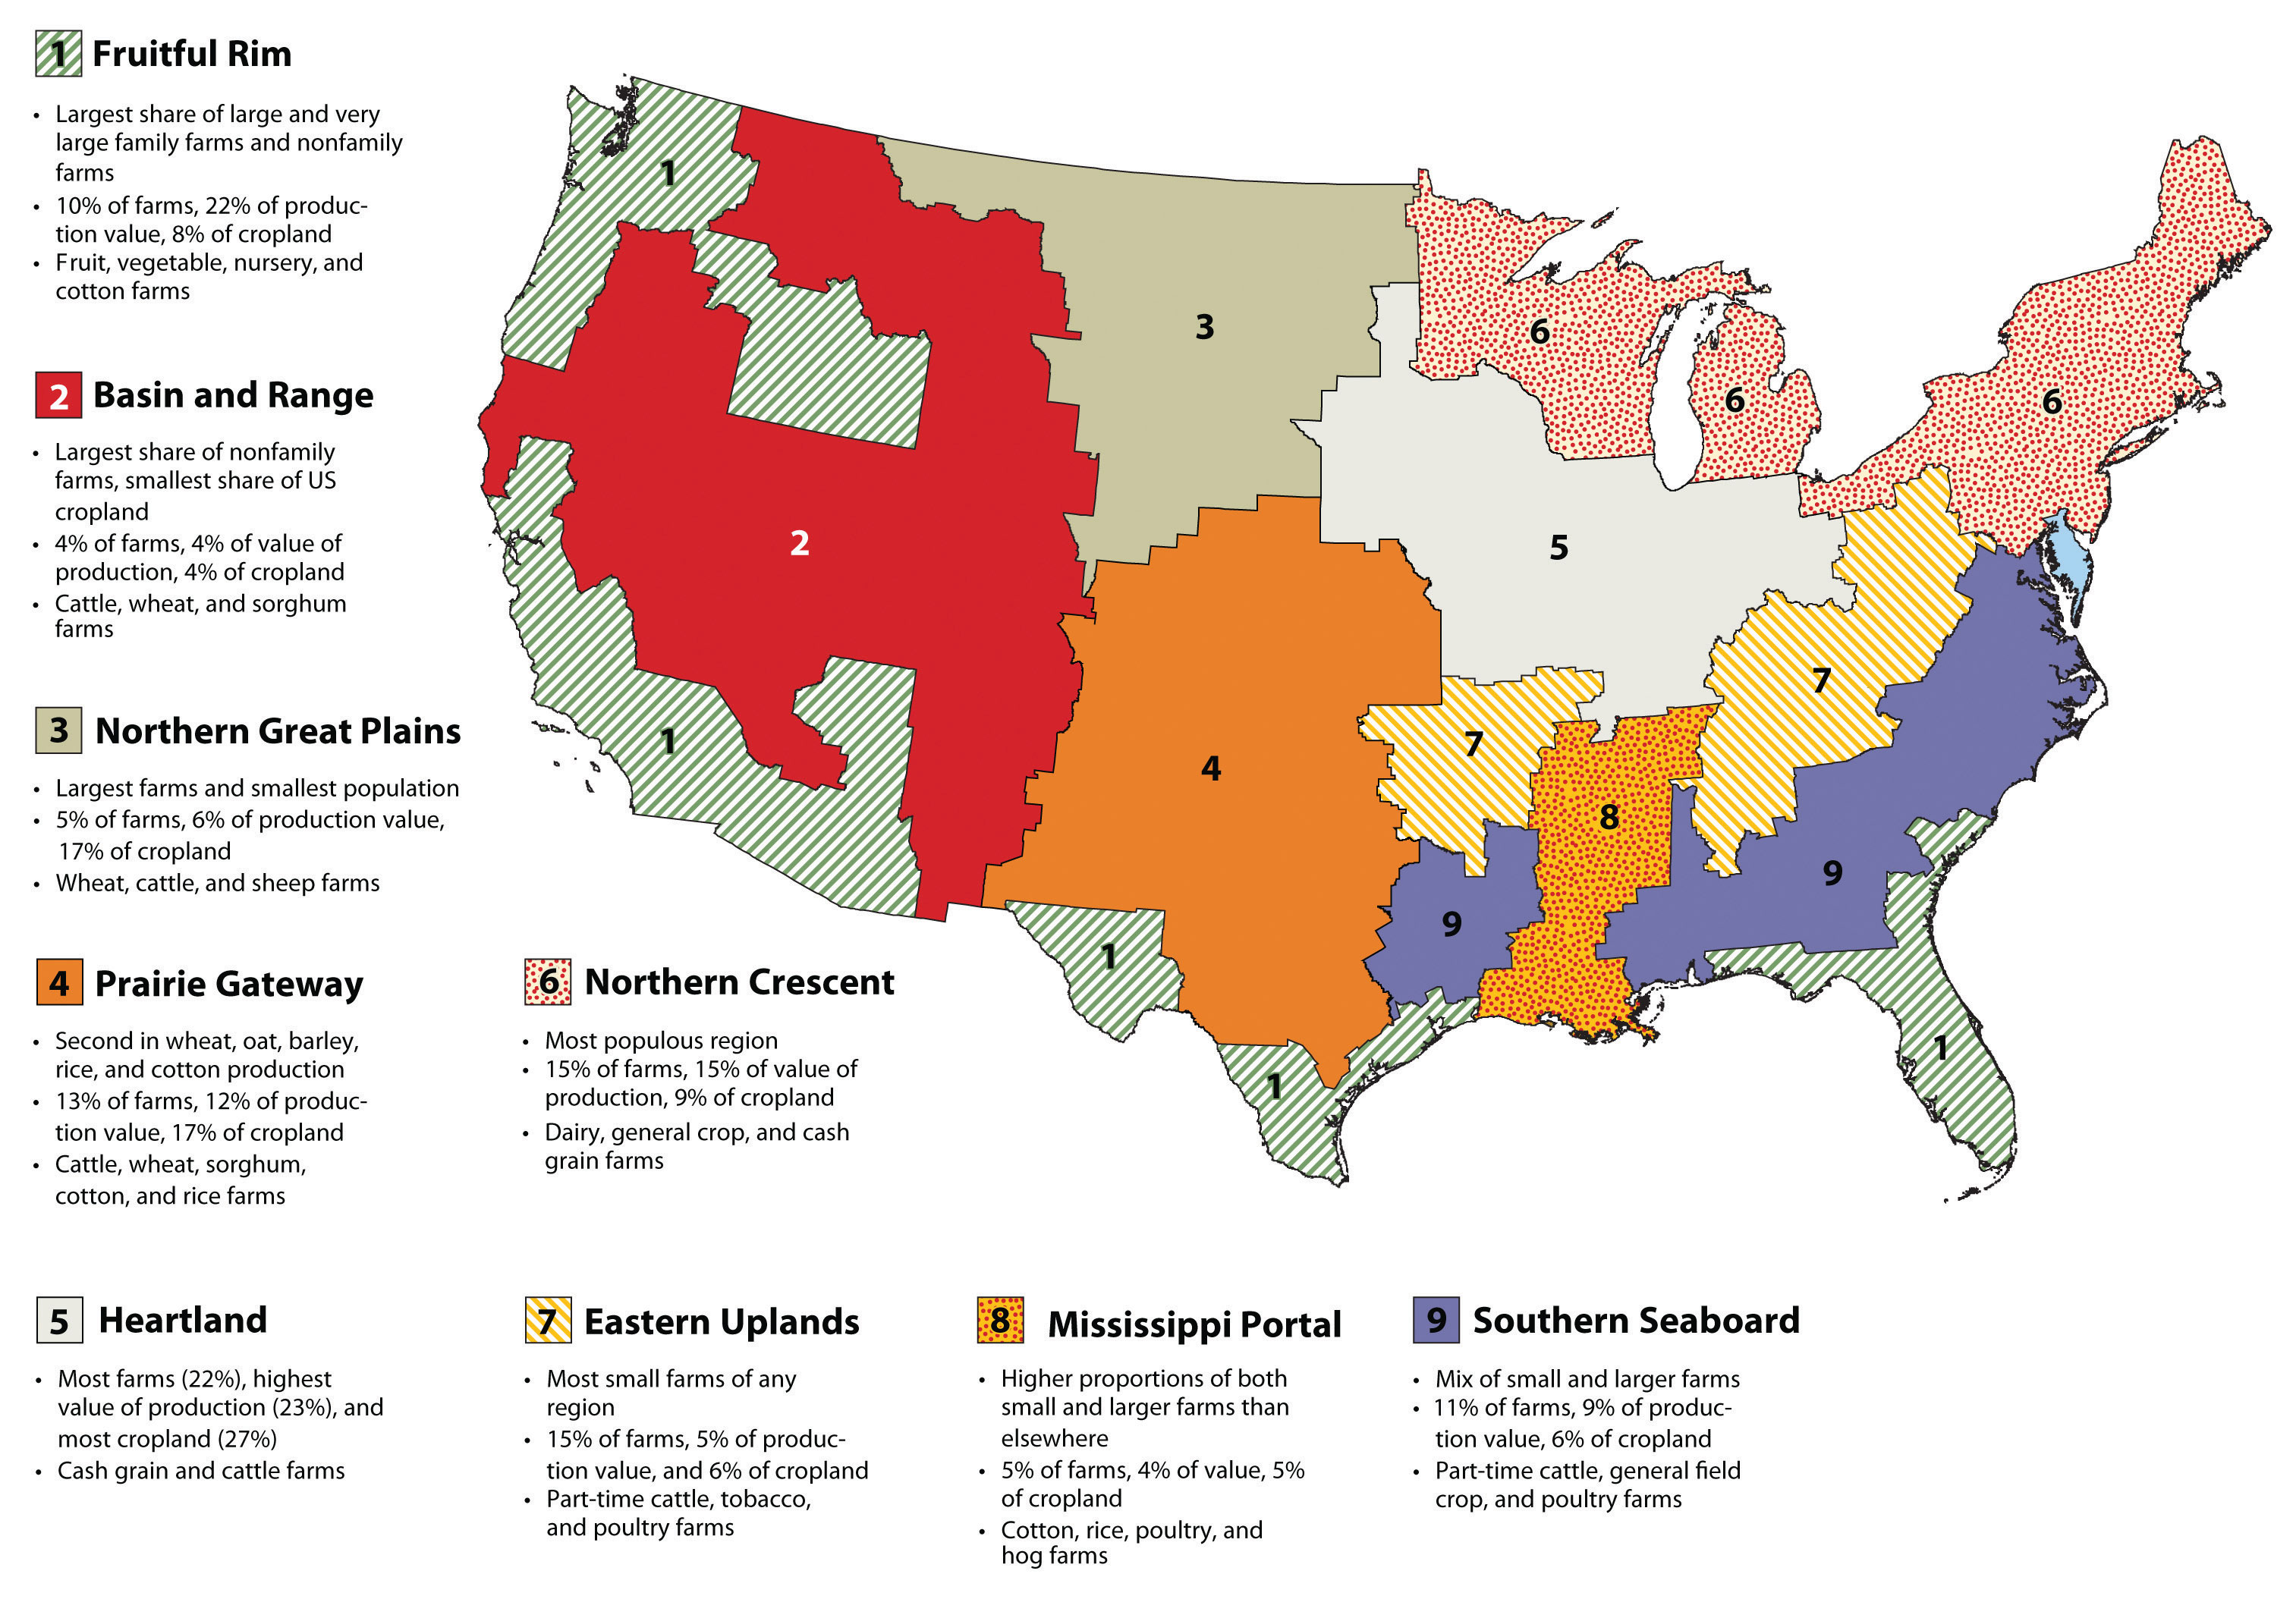 1 Fruitful Rim
• Largest share of large and very
large family farms and nonfamily
farms
• 10% of farms, 22% of produc-
tion value, 8% of cropland
• Fruit, vegetable, nursery, and
cotton farms
2 Basin and Range
• Largest share of nonfamily
farms, smallest share of US
cropland
• 4% of farms, 4% of value of
production, 4% of cropland
• Cattle, wheat, and sorghum
farms
3 Northern Great Plains
• Largest farms and smallest population
• 5% of farms, 6% of production value,
17% of cropland
• Wheat, cattle, and sheep farms
4 Prairie Gateway
• Second in wheat, oat, barley,
rice, and cotton production
• 13% of farms, 12% of produc-
tion value, 17% of cropland
• Cattle, wheat, sorghum,
cotton, and rice farms
5 Heartland
• Most farms (22%), highest
value of production (23%), and
most cropland (27%)
• Cash grain and cattle farms
6 Northern Crescent
• Most populous region
• 15% of farms, 15% of value of
production, 9% of cropland
• Dairy, general crop, and cash
grain farms
7 Eastern Uplands
• Most small farms of any
region
• 15% of farms, 5% of produc-
tion value, and 6% of cropland
• Part-time cattle, tobacco,
and poultry farms
8 Mississippi Portal
• Higher proportions of both
small and larger farms than
elsewhere
• 5% of farms, 4% of value, 5%
of cropland
• Cotton, rice, poultry, and
hog farms
9 Southern Seaboard
• Mix of small and larger farms
• 11% of farms, 9% of produc-
tion value, 6% of cropland
• Part-time cattle, general field
crop, and poultry farms
1
3
6
6
6
2
5
7
1
7
4
8
9
9
1
1
1